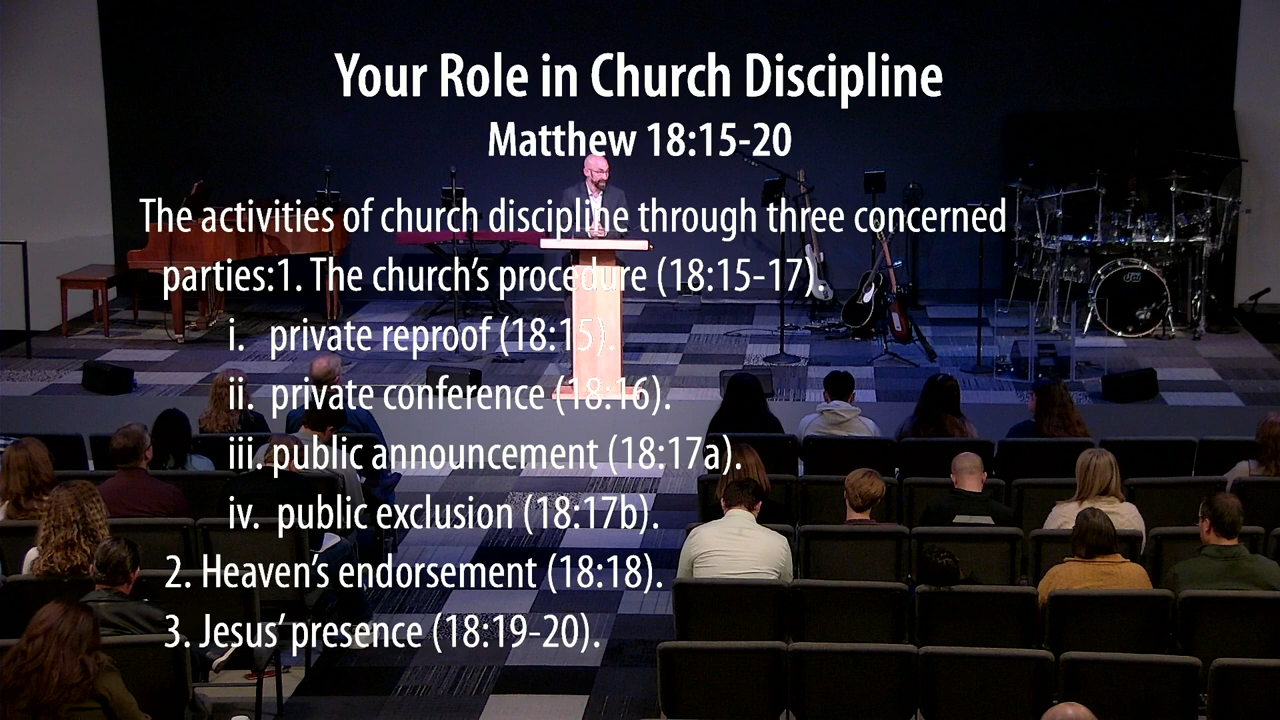 Your Role in Church Discipline
Matthew 18:15-20
The activities of church discipline through three concerned
parties:1. The church's procedure (18:15-17).
i. private reproof (18:15).
ii. private conference (18:16).
iii. public announcement (18:17a).
iv. public exclusion (18:17b).
2. Heaven's endorsement (18:18).
3. Jesus' presence (18:19-20).